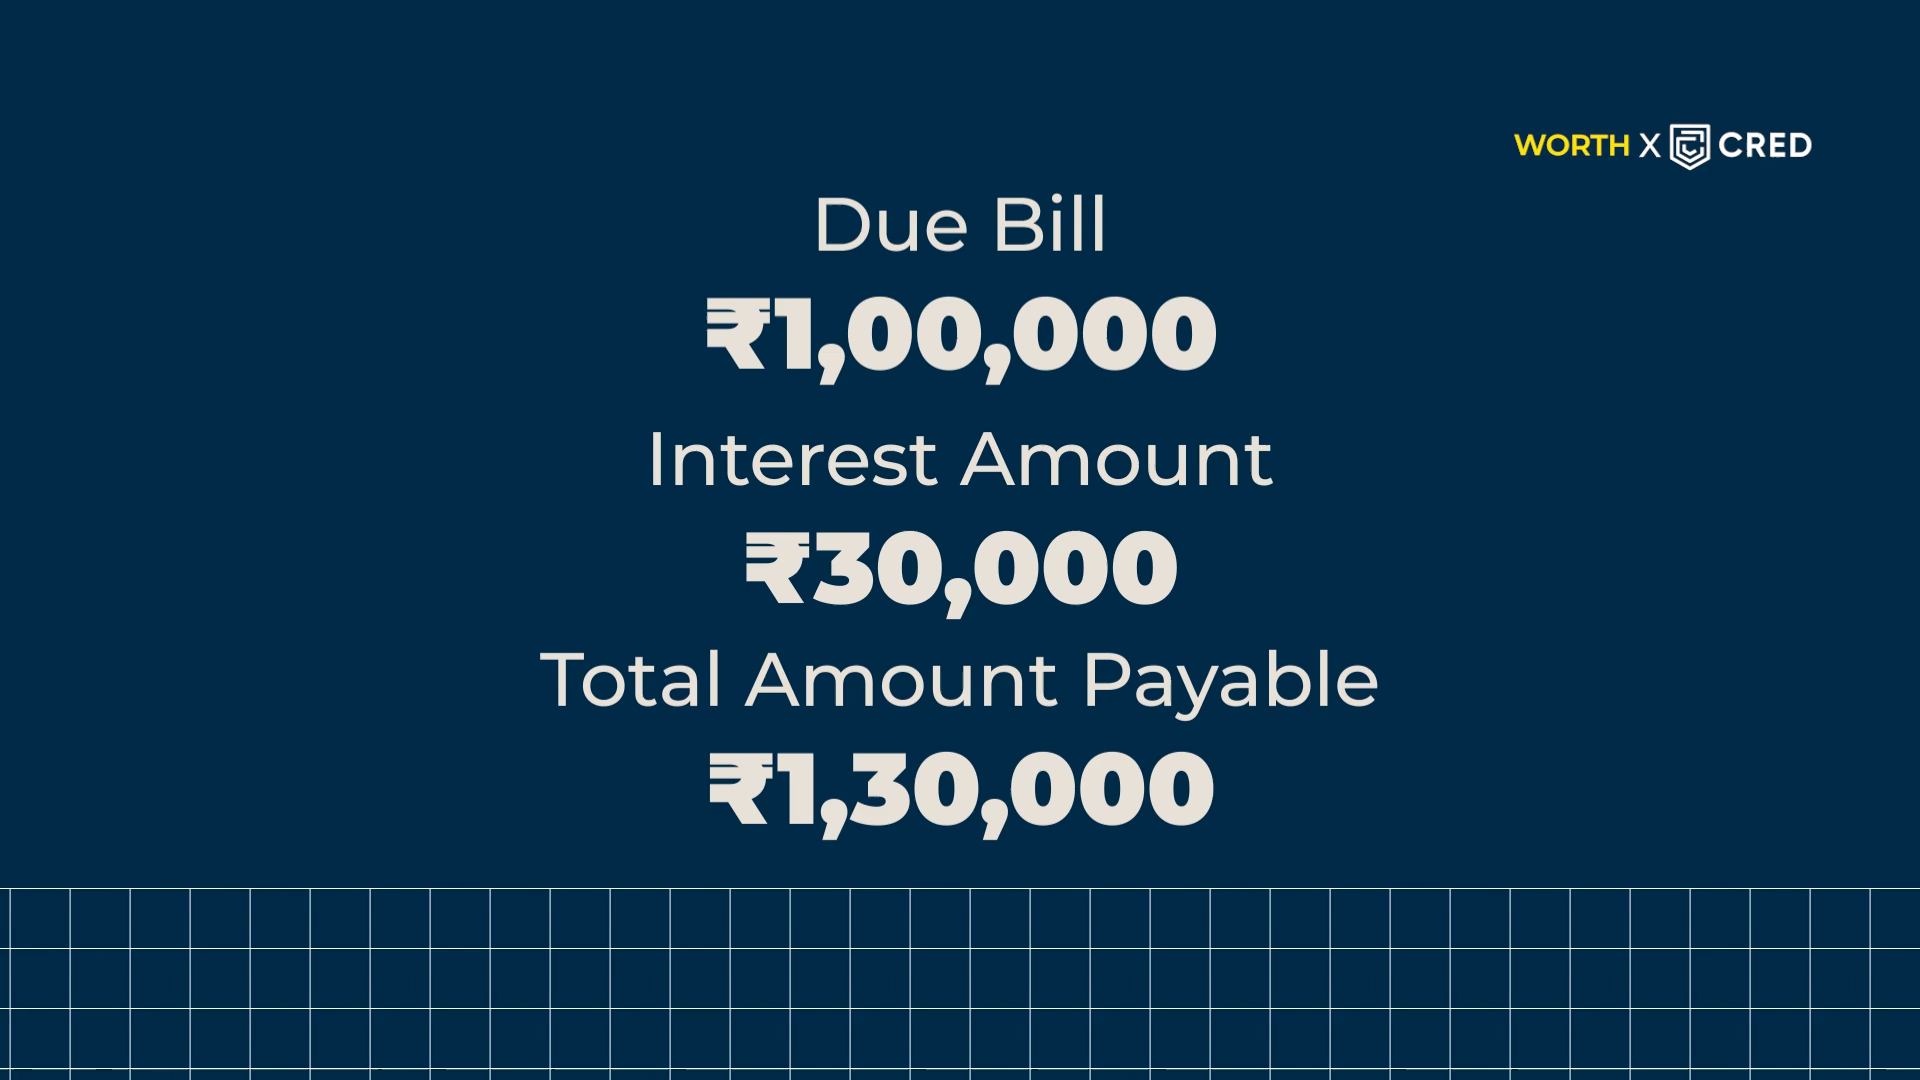 WORTH X CRED
Due Bill
₹1,00,000
Interest Amount
₹30,000
Total Amount Payable
₹1,30,000